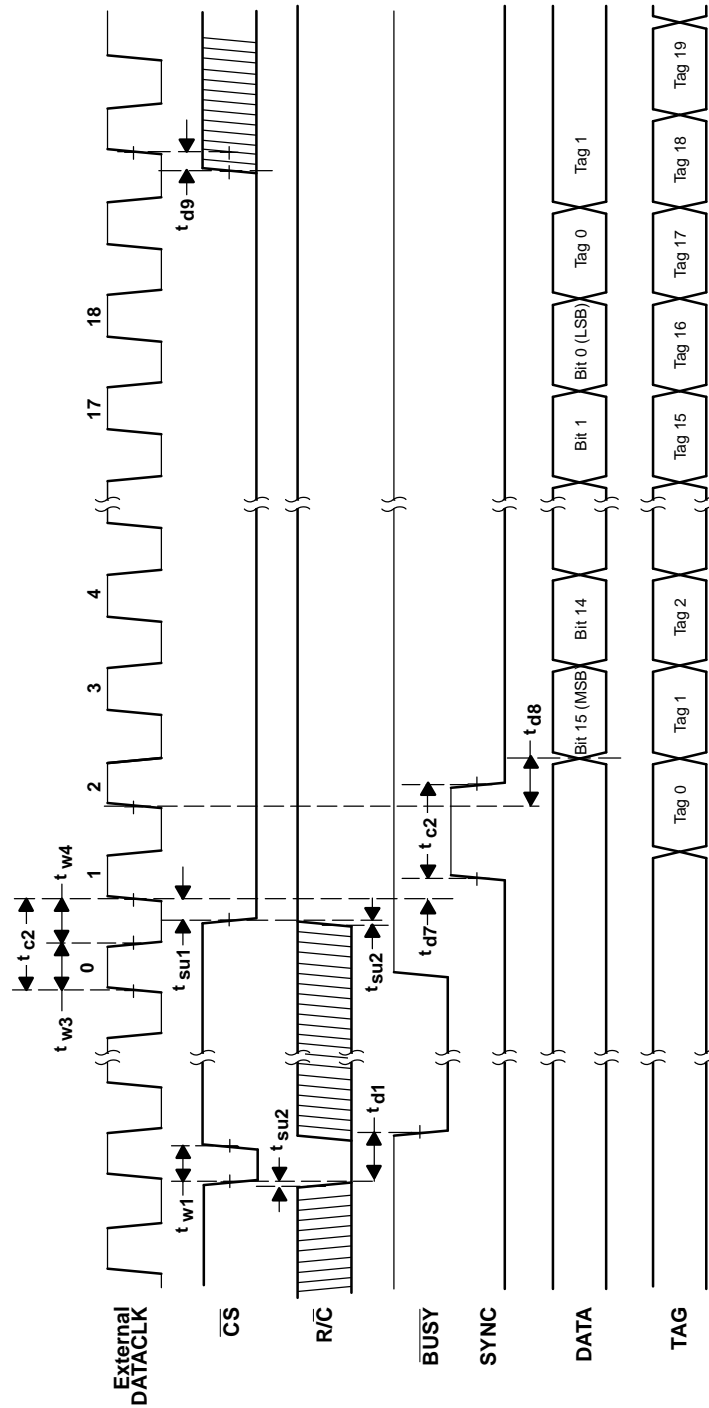 External
DATACLK
t c2
t w3
t w4
0
1
2
3
4
17
18
CS
t w1
t su1
t d9
R/C
t su2
t su2
BUSY
t d1
t d7
t c2
SYNC
t d8
DATA
Bit 15 (MSB)
Bit 14
Bit 1
Bit 0 (LSB)
Tag 0
Tag 1
TAG
Tag 0
Tag 1
Tag 2
Tag 15
Tag 16
Tag 17
Tag 18
Tag 19